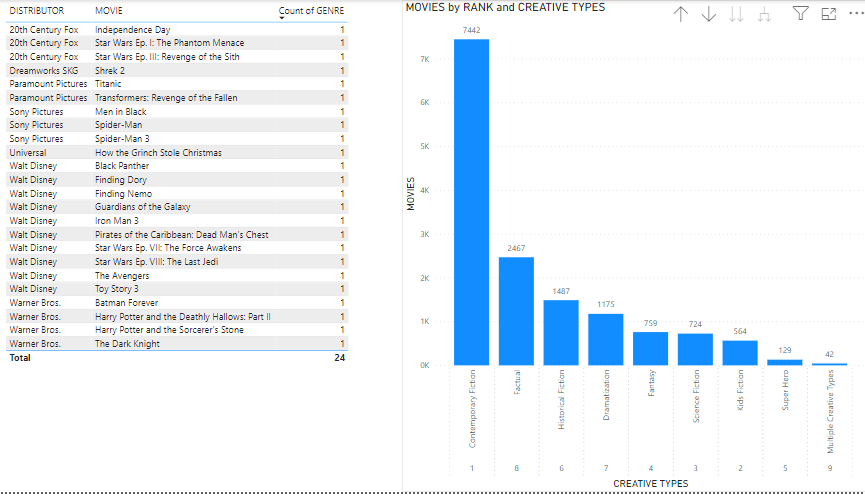 DISTRIBUTOR MOVIE Count of GENRE
20th Century Fox Independence Day 1
20th Century Fox Star Wars Ep. I: The Phantom Menace 1
20th Century Fox Star Wars Ep. III: Revenge of the Sith 1
Dreamworks SKG Shrek 2 1
Paramount Pictures Titanic 1
Paramount Pictures Transformers: Revenge of the Fallen 1
Sony Pictures Men in Black 1
Sony Pictures Spider-Man 1
Sony Pictures Spider-Man 3 1
Universal How the Grinch Stole Christmas 1
Walt Disney Black Panther 1
Walt Disney Finding Dory 1
Walt Disney Finding Nemo 1
Walt Disney Guardians of the Galaxy 1
Walt Disney Iron Man 3 1
Walt Disney Pirates of the Caribbean: Dead Man's Chest 1
Walt Disney Star Wars Ep. VII: The Force Awakens 1
Walt Disney Star Wars Ep. VIII: The Last Jedi 1
Walt Disney The Avengers 1
Walt Disney Toy Story 3 1
Warner Bros. Batman Forever 1
Warner Bros. Harry Potter and the Deathly Hallows: Part II 1
Warner Bros. Harry Potter and the Sorcerer's Stone 1
Warner Bros. The Dark Knight 1
Total 24
MOVIES by RANK and CREATIVE TYPES
MOVIES
7K
6K
5K
4K
3K
2K
1K
0K
7442
2467
1487
1175
759
724
564
129
42
Contemporary Fiction
Factual
Historical Fiction
Dramatization
Fantasy
Science Fiction
Kids Fiction
Super Hero
Multiple Creative Types
1 8 6 7 4 3 2 5 9
CREATIVE TYPES